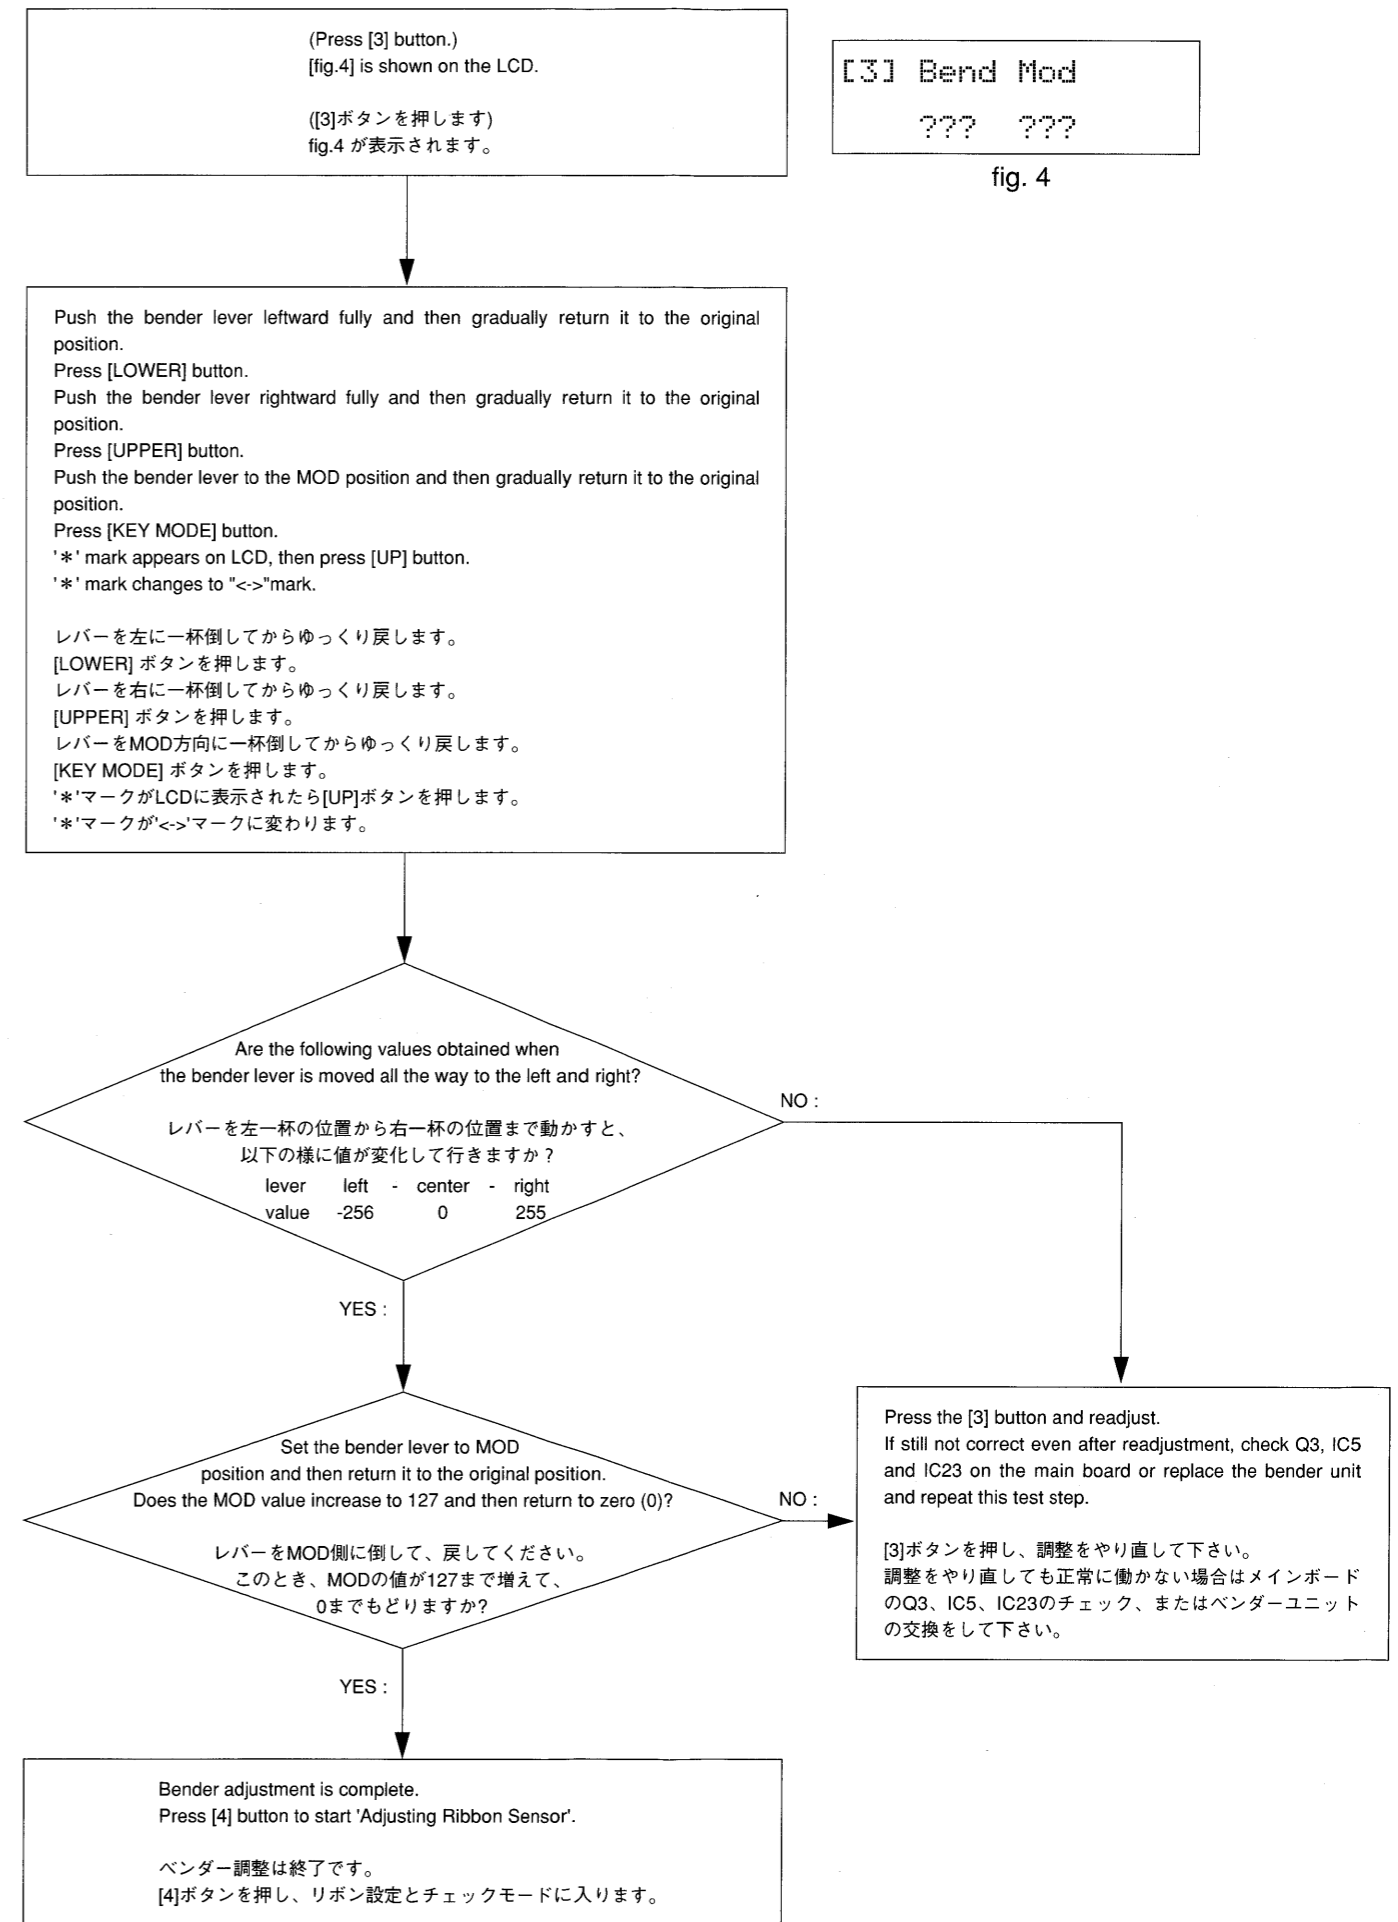 (Press [3] button.)
[fig.4] is shown on the LCD.
([3]ボタンを押します)
fig.4 が表示されます。
[3] Bend Mod
??? ???
fig. 4
Push the bender lever leftward fully and then gradually return it to the original
position.
Press [LOWER] button.
Push the bender lever rightward fully and then gradually return it to the original
position.
Press [UPPER] button.
Push the bender lever to the MOD position and then gradually return it to the original
position.
Press [KEY MODE] button.
'＊' mark appears on LCD, then press [UP] button.
'＊' mark changes to "<->"mark.
レバーを左に一杯倒してからゆっくり戻します。
[LOWER] ボタンを押します。
レバーを右に一杯倒してからゆっくり戻します。
[UPPER] ボタンを押します。
レバーをMOD方向に一杯倒してからゆっくり戻します。
[KEY MODE] ボタンを押します。
'＊'マークがLCDに表示されたら[UP]ボタンを押します。
'＊'マークが'<->'マークに変わります。
Are the following values obtained when
the bender lever is moved all the way to the left and right?
レバーを左一杯の位置から右一杯の位置まで動かすと、
以下の様に値が変化して行きますか？
lever left - center - right
value -256 0 255
NO :
YES :
Set the bender lever to MOD
position and then return it to the original position.
Does the MOD value increase to 127 and then return to zero (0)?
レバーをMOD側に倒して、戻してください。
このとき、MODの値が127まで増えて、
0までもどりますか?
NO :
YES :
Press the [3] button and readjust.
If still not correct even after readjustment, check Q3, IC5
and IC23 on the main board or replace the bender unit
and repeat this test step.
[3]ボタンを押し、調整をやり直して下さい。
調整をやり直しても正常に働かない場合はメインボード
のQ3、IC5、IC23のチェック、またはベンダーユニット
の交換をして下さい。
Bender adjustment is complete.
Press [4] button to start 'Adjusting Ribbon Sensor'.
ベンダー調整は終了です。
[4]ボタンを押し、リボン設定とチェックモードに入ります。